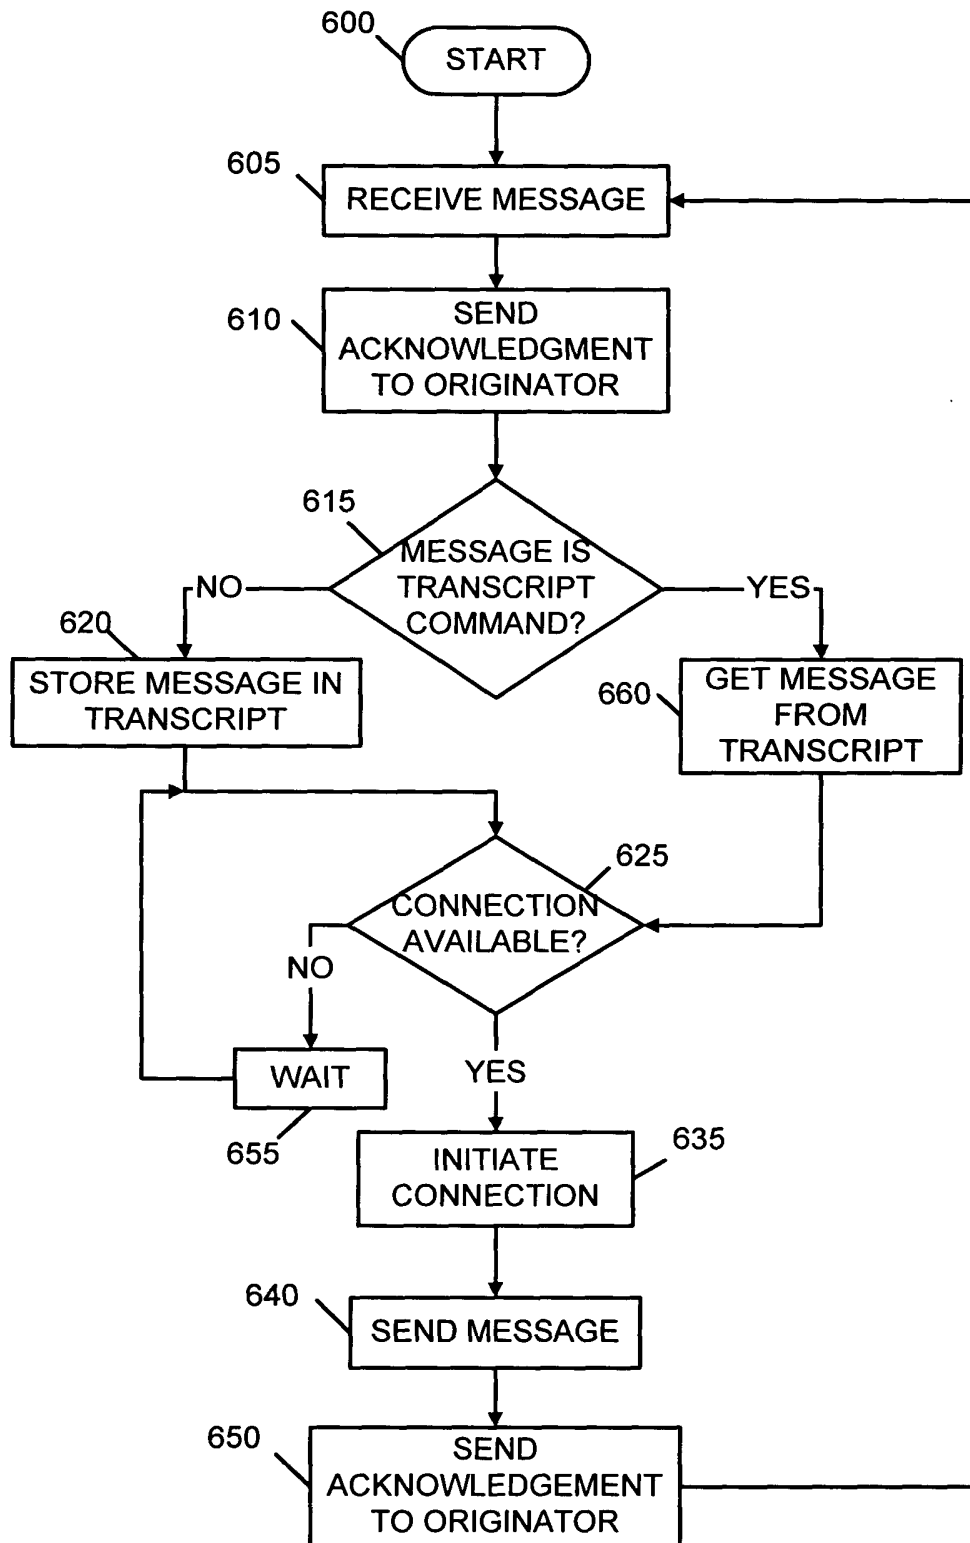 600
START
605
RECEIVE MESSAGE
610
SEND
ACKNOWLEDGMENT
TO ORIGINATOR
615
MESSAGE IS
TRANSCRIPT
COMMAND?
NO
YES
620
STORE MESSAGE IN
TRANSCRIPT
660
GET MESSAGE
FROM
TRANSCRIPT
625
CONNECTION
AVAILABLE?
NO
YES
WAIT
655
635
INITIATE
CONNECTION
640
SEND MESSAGE
650
SEND
ACKNOWLEDGEMENT
TO ORIGINATOR